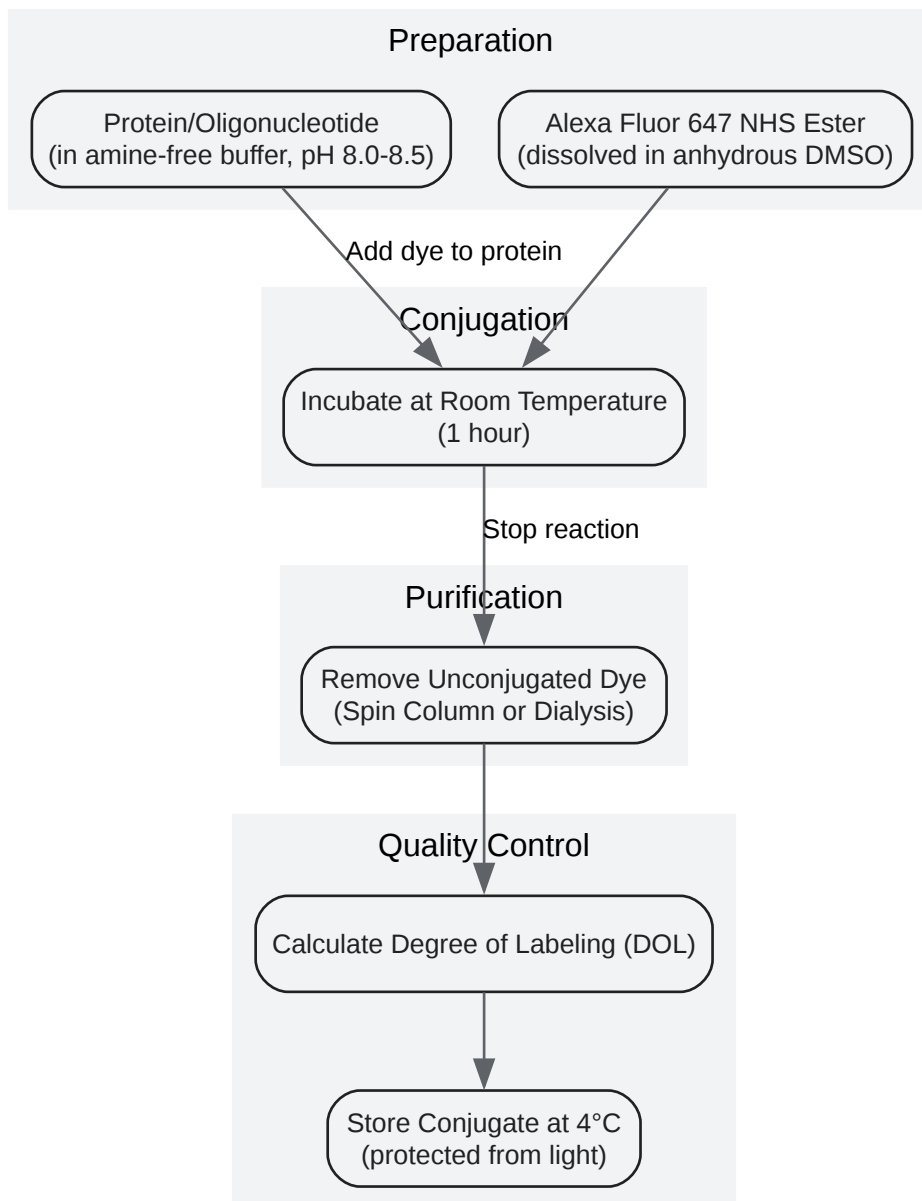 Preparation
Protein/Oligonucleotide
(in amine-free buffer, pH 8.0-8.5)
Alexa Fluor 647 NHS Ester
(dissolved in anhydrous DMSO)
Add dye to protein
Conjugation
Incubate at Room Temperature
(1 hour)
Stop reaction
Purification
Remove Unconjugated Dye
(Spin Column or Dialysis)
Quality Control
Calculate Degree of Labeling (DOL)
Store Conjugate at 4°C
(protected from light)